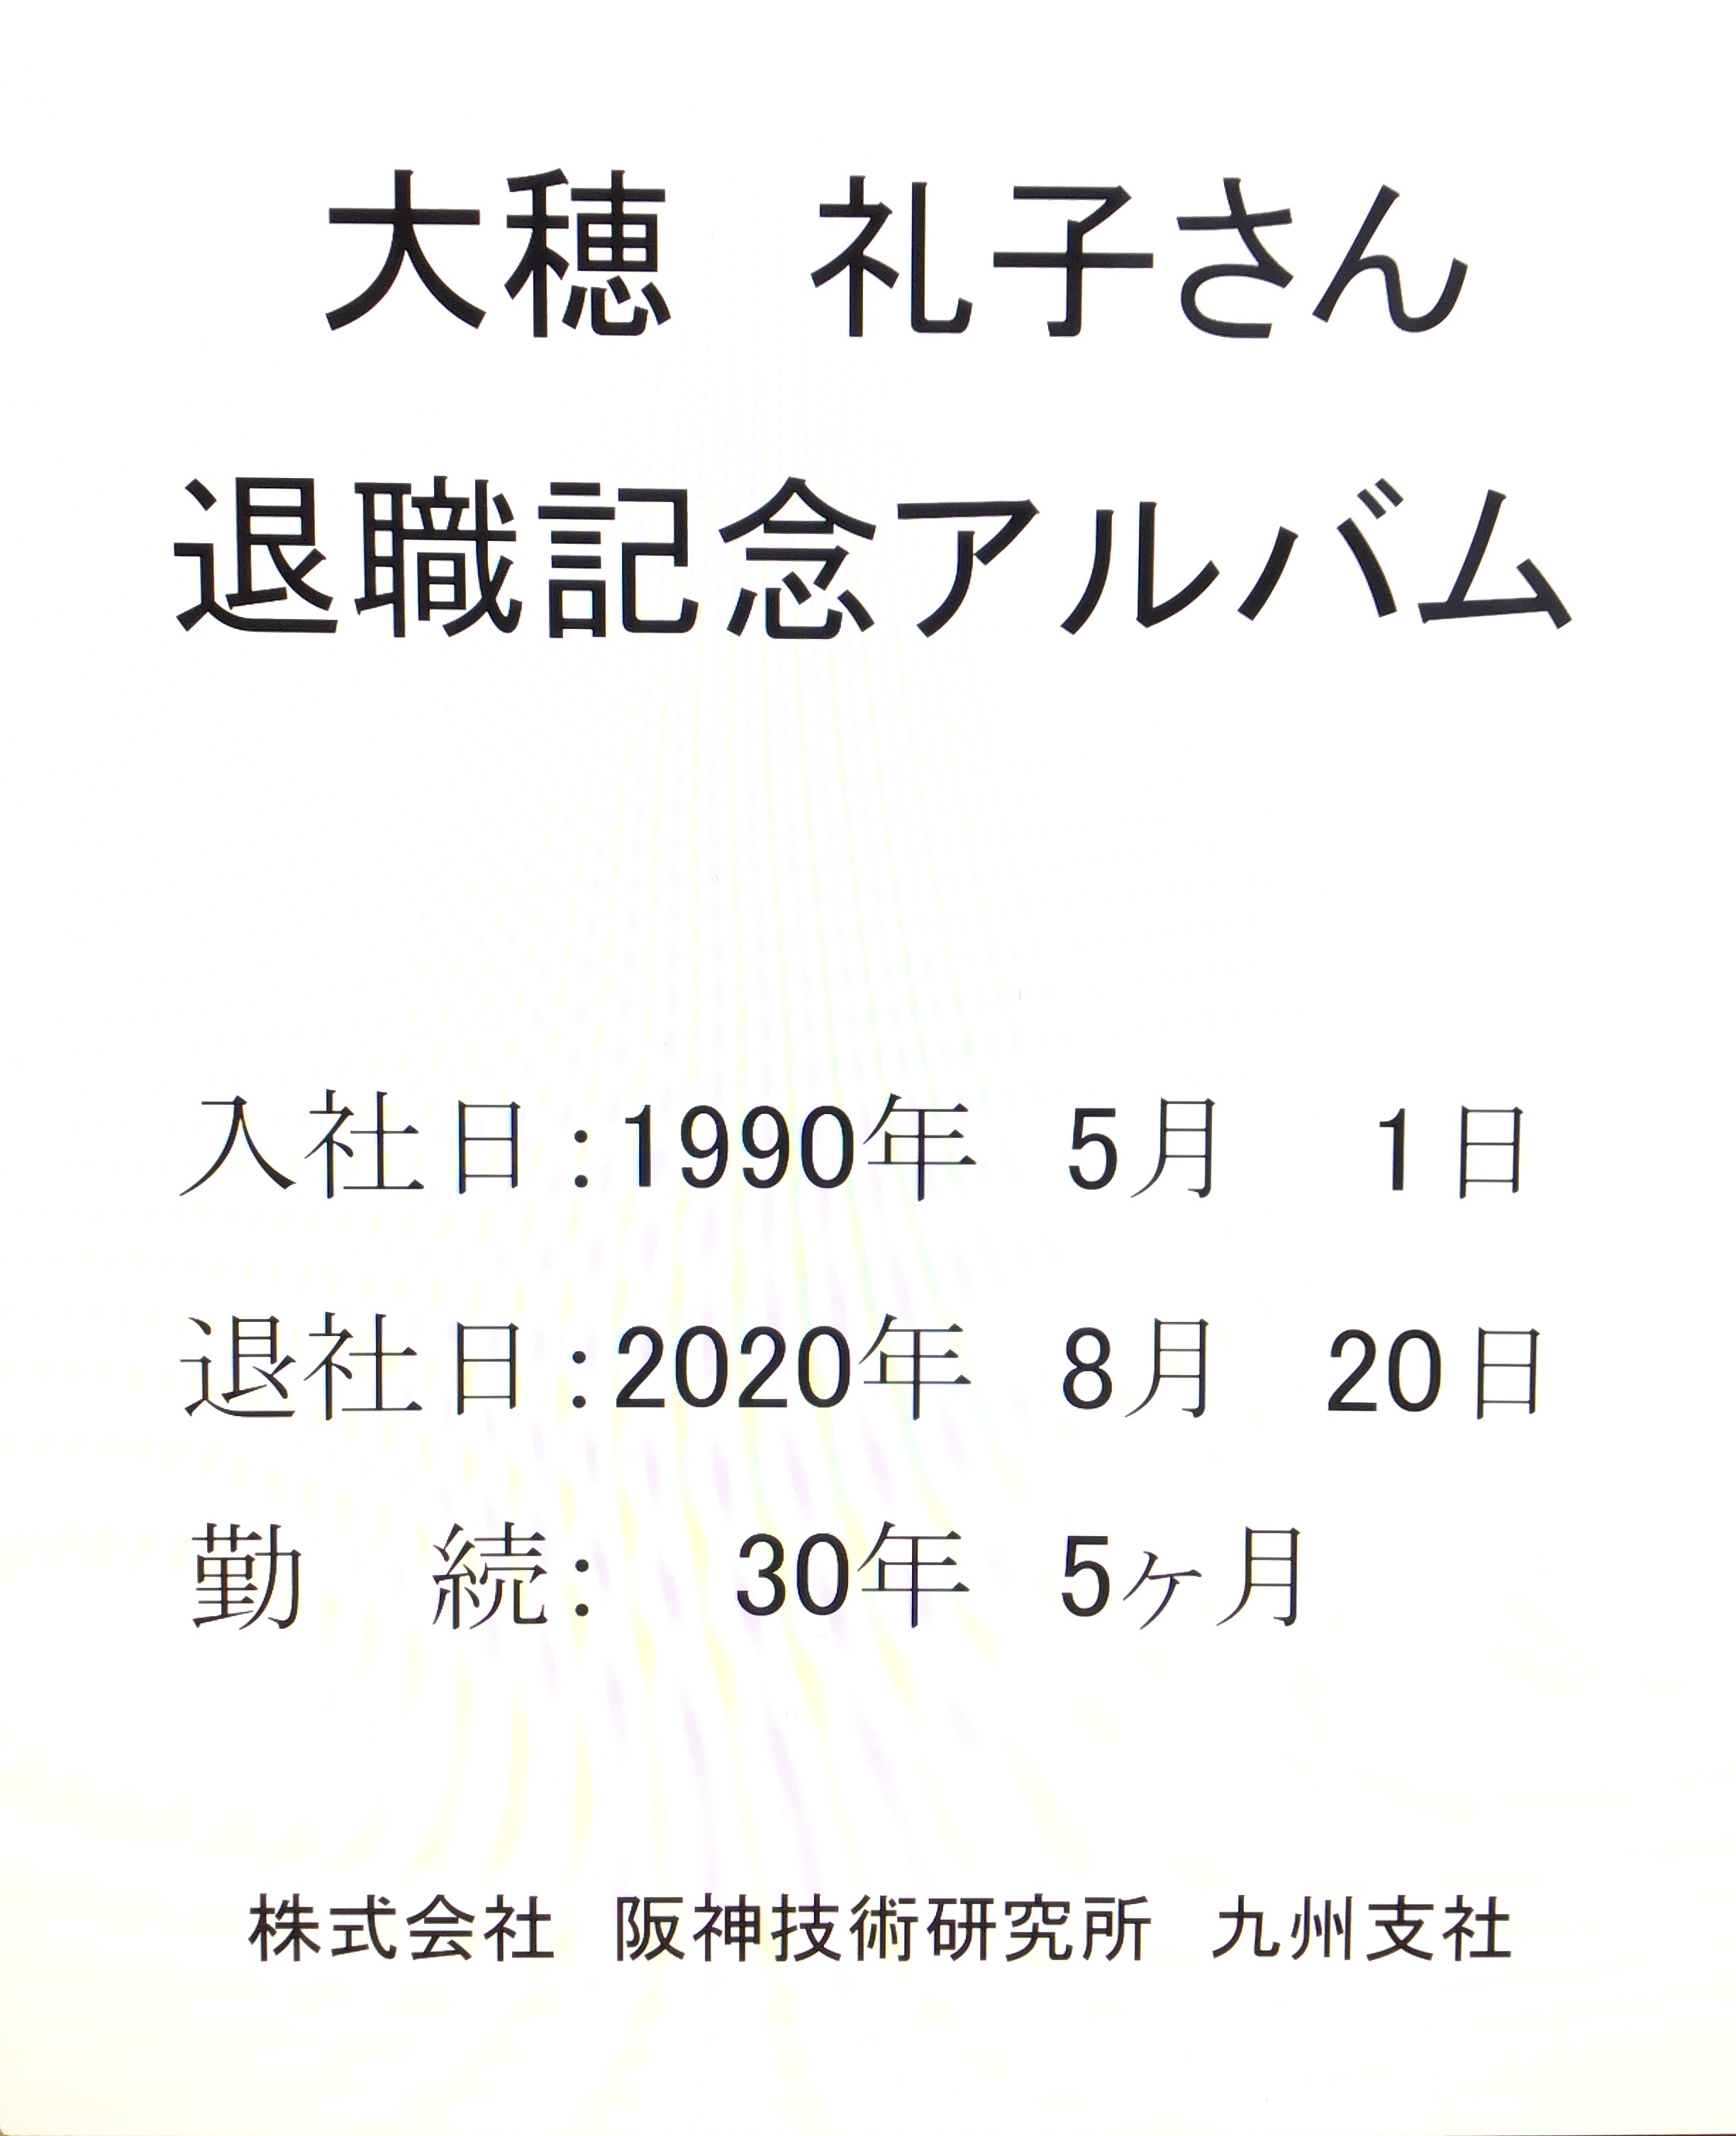 大穂　礼子さん
退職記念アルバム
入社日:1990年　5月　1日
退社日:2020年　8月　20日
勤　続:　30年　5ヶ月
株式会社　阪神技術研究所　九州支社